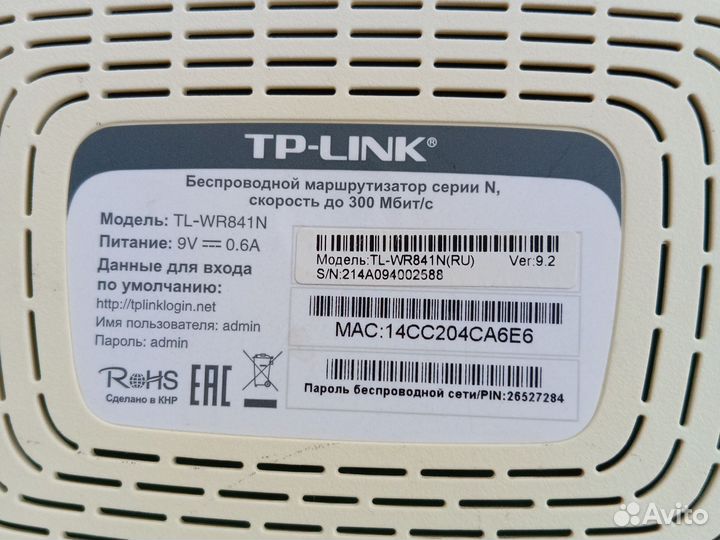 TP-LINK®
Беспроводной маршрутизатор серии N,
скорость до 300 Мбит/с
Модель: TL-WR841N
Питание: 9V ⎓ 0.6A
Данные для входа
по умолчанию:
http://tplinklogin.net
Имя пользователя: admin
Пароль: admin
RoHS
Сделано в КНР
EAC
Модель:TL-WR841N(RU) Ver:9.2
S/N:214A094002588
MAC:14CC204CA6E6
Пароль беспроводной сети/PIN:26527284
Avito